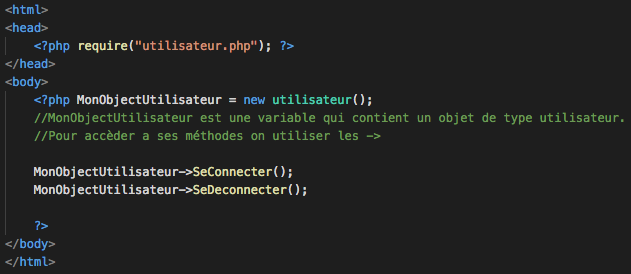 <html>
<head>
<?php require("utilisateur.php"); ?>
</head>
<body>
<?php MonObjectUtilisateur = new utilisateur();
//MonObjectUtilisateur est une variable qui contient un objet de type utilisateur.
//Pour accèder a ses méthodes on utiliser les ->
MonObjectUtilisateur->SeConnecter();
MonObjectUtilisateur->SeDeconnecter();
?>
</body>
</html>